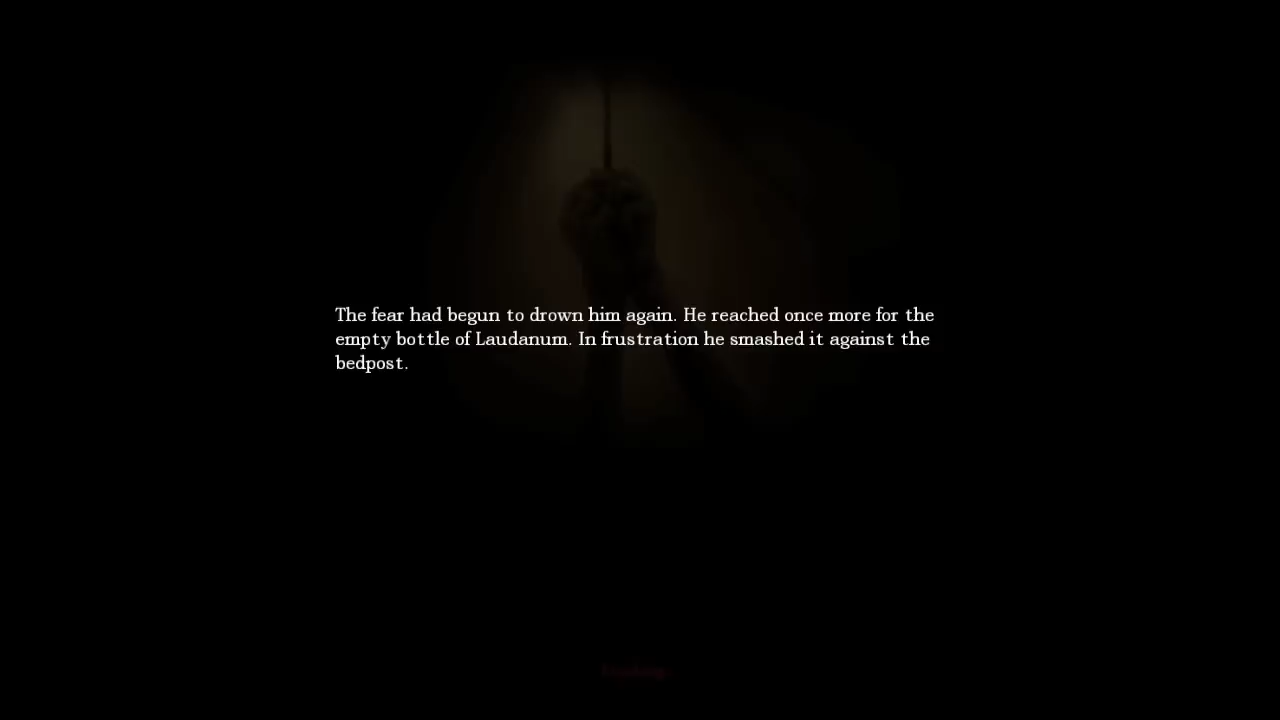 The fear had begun to drown him again. He reached once more for the
empty bottle of Laudanum. In frustration he smashed it against the
bedpost.